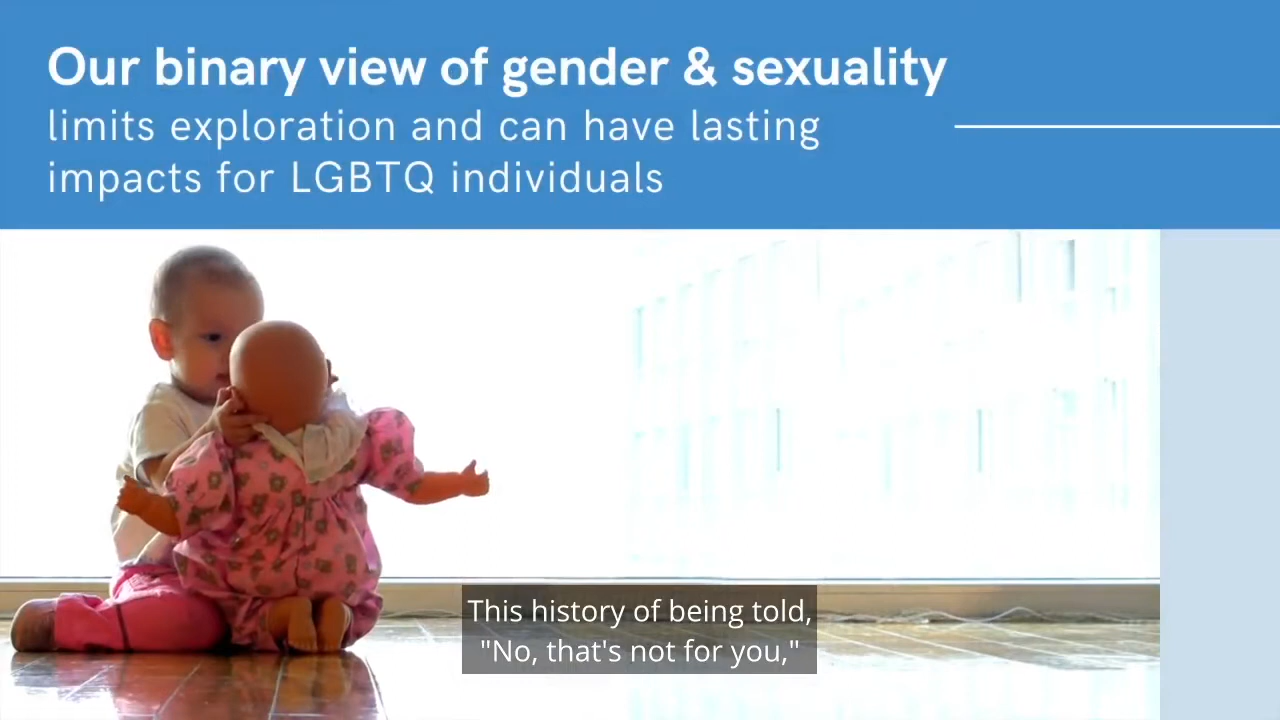 Our binary view of gender & sexuality
limits exploration and can have lasting
impacts for LGBTQ individuals
This history of being told,
"No, that's not for you,"